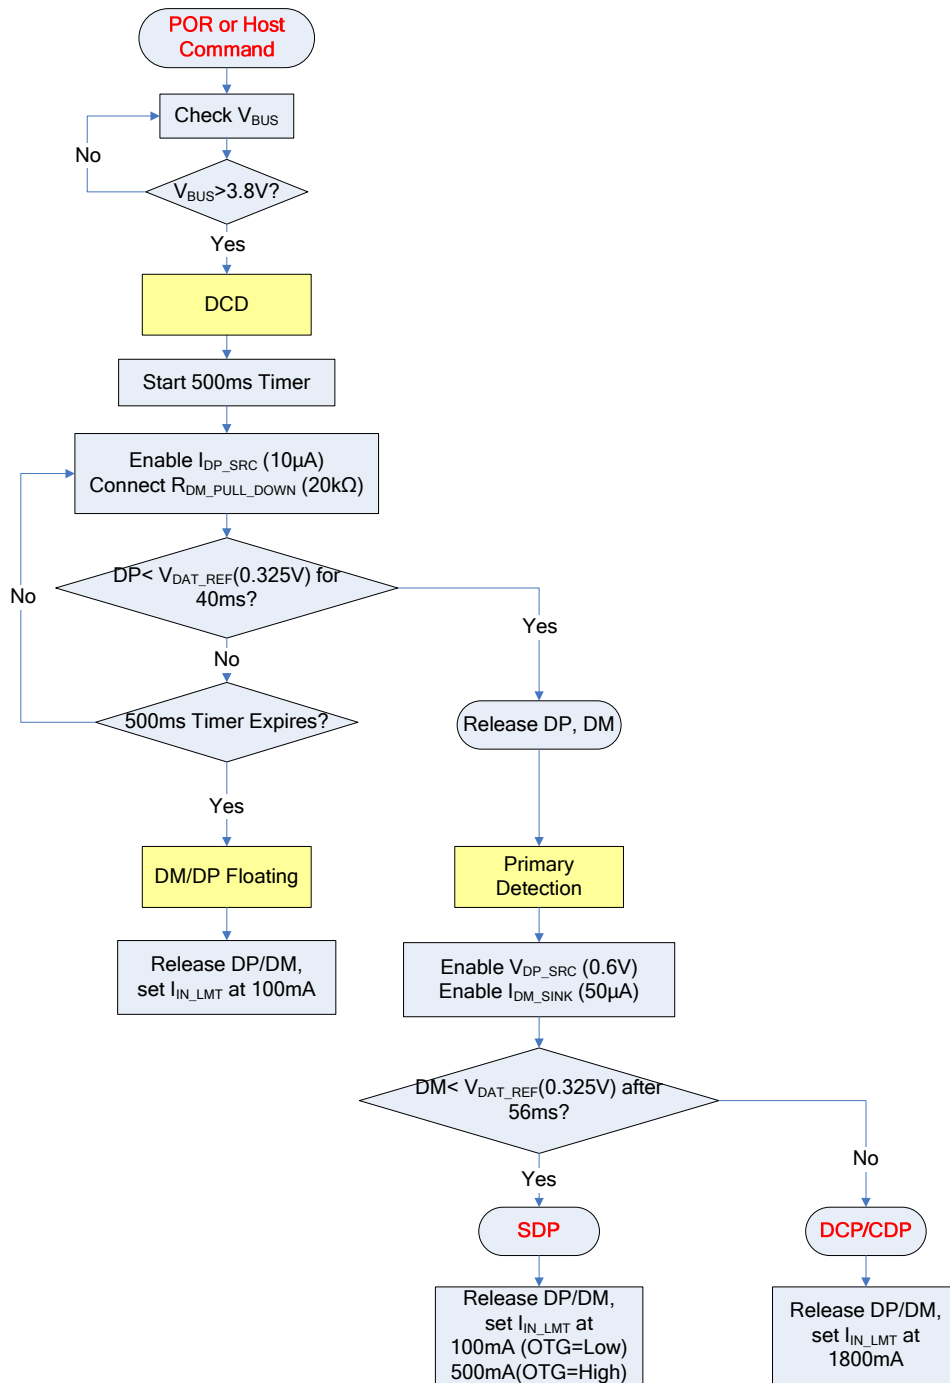 POR or Host
Command
Check VBUS
No
VBUS>3.8V?
Yes
DCD
Start 500ms Timer
Enable IDP_SRC (10µA)
Connect RDM_PULL_DOWN (20kΩ)
DP< VDAT_REF(0.325V) for
40ms?
No
Yes
No
500ms Timer Expires?
Release DP, DM
Yes
DM/DP Floating
Primary
Detection
Release DP/DM,
set IIN_LMT at 100mA
Enable VDP_SRC (0.6V)
Enable IDM_SINK (50µA)
DM< VDAT_REF(0.325V) after
56ms?
Yes
No
SDP
DCP/CDP
Release DP/DM,
set IIN_LMT at
100mA (OTG=Low)
500mA(OTG=High)
Release DP/DM,
set IIN_LMT at
1800mA